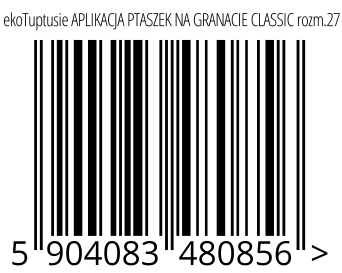 ekoTuptusie APLIKACJA PTASZEK NA GRANACIE CLASSIC rozm.27
5 904083 480856 >